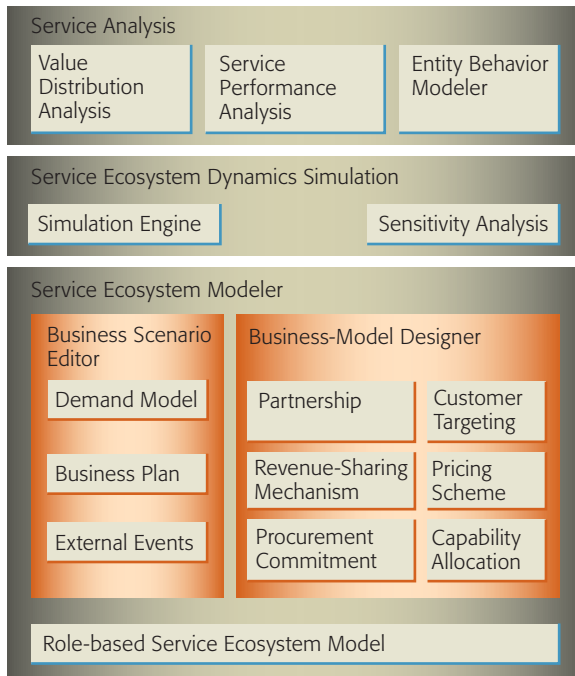 Service Analysis
Value
Distribution
Analysis
Service
Performance
Analysis
Entity Behavior
Modeler
Service Ecosystem Dynamics Simulation
Simulation Engine
Sensitivity Analysis
Service Ecosystem Modeler
Business Scenario
Editor
Demand Model
Business Plan
External Events
Business-Model Designer
Partnership
Customer
Targeting
Revenue-Sharing
Mechanism
Pricing
Scheme
Procurement
Commitment
Capability
Allocation
Role-based Service Ecosystem Model